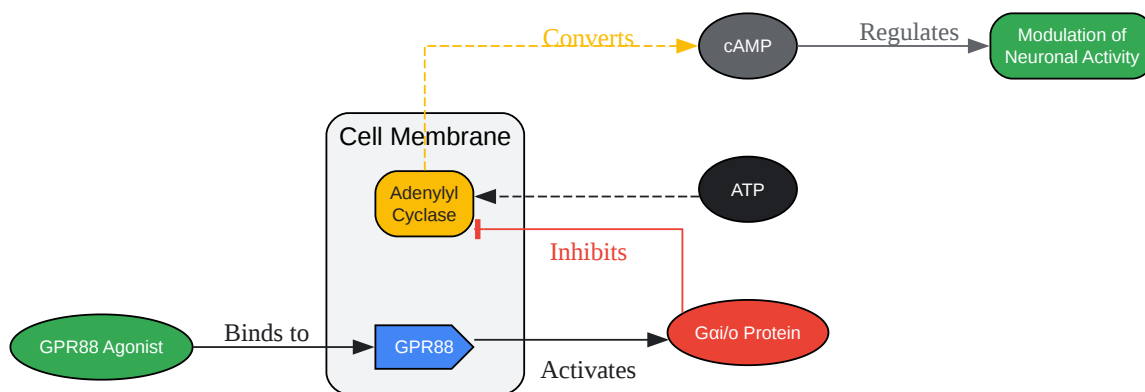 Converts
cAMP
Regulates
Modulation of
Neuronal Activity
Cell Membrane
Adenylyl
Cyclase
ATP
Inhibits
GPR88 Agonist
Binds to
GPR88
Activates
Gαi/o Protein